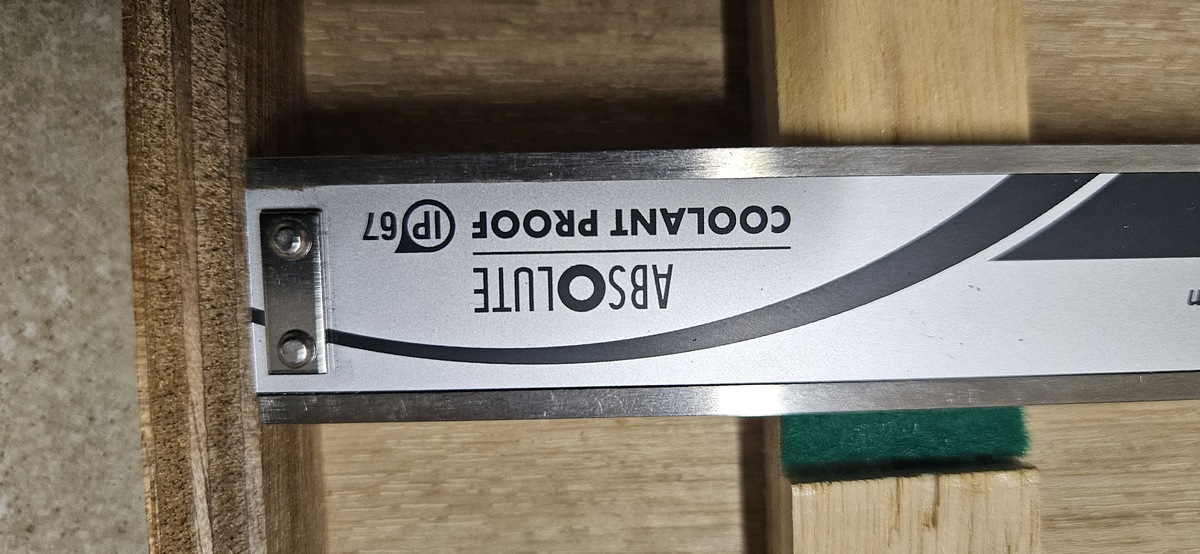 ABSOLUTE
COOLANT PROOF IP67